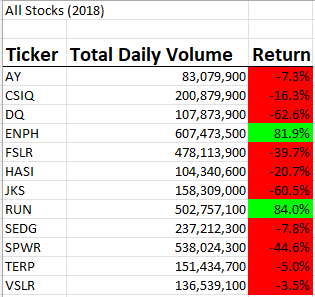 All Stocks (2018)
Ticker Total Daily Volume Return
AY 83,079,900 -7.3%
CSIQ 200,879,900 -16.3%
DQ 107,873,900 -62.6%
ENPH 607,473,500 81.9%
FSLR 478,113,900 -39.7%
HASI 104,340,600 -20.7%
JKS 158,309,000 -60.5%
RUN 502,757,100 84.0%
SEDG 237,212,300 -7.8%
SPWR 538,024,300 -44.6%
TERP 151,434,700 -5.0%
VSLR 136,539,100 -3.5%